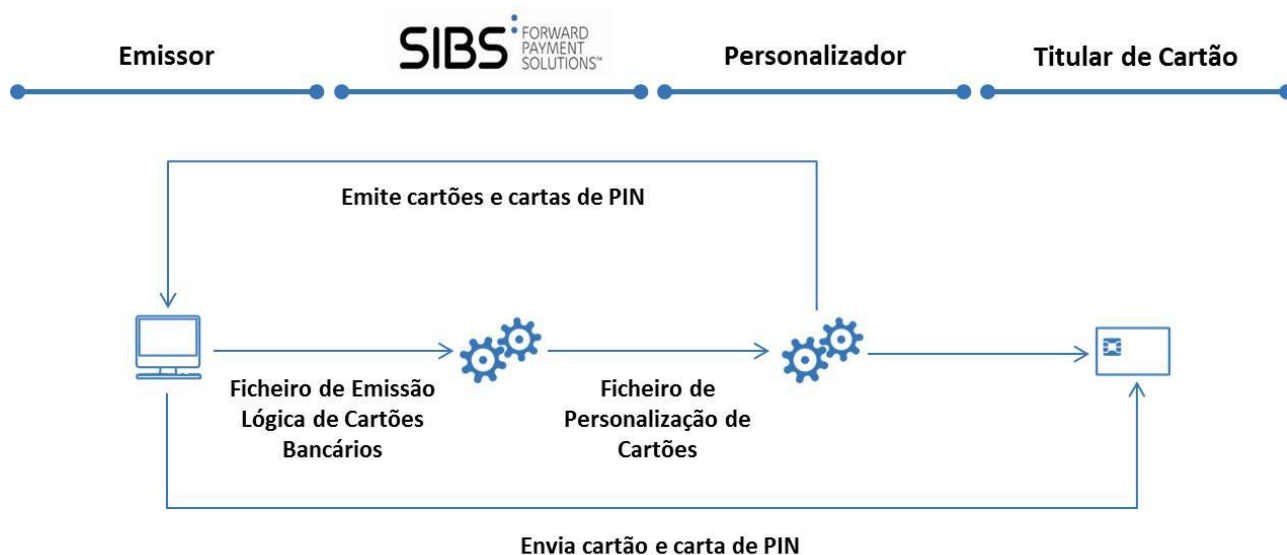 Emissor
SIBS
FORWARD
PAYMENT
SOLUTIONS™
Personalizador
Titular de Cartão
Emite cartões e cartas de PIN
Ficheiro de Emissão
Lógica de Cartões
Bancários
Ficheiro de
Personalização de
Cartões
Envia cartão e carta de PIN